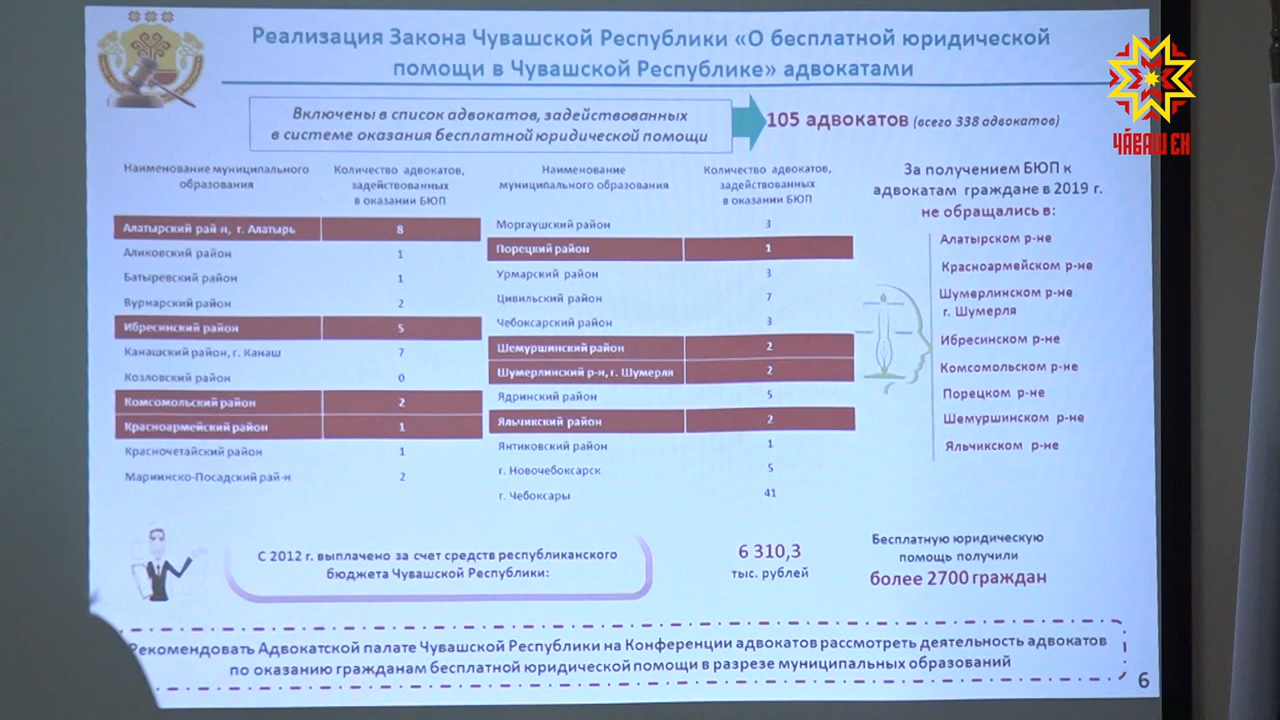 Реализация Закона Чувашской Республики «О бесплатной юридической
помощи в Чувашской Республике» адвокатами
ЧӐВАШ ЕН
Включены в список адвокатов, задействованных
в системе оказания бесплатной юридической помощи
105 адвокатов (всего 338 адвокатов)
Наименование муниципального
образования
Количество адвокатов,
задействованных
в оказании БЮП
Алатырский рай-н, г. Алатырь 8
Аликовский район 1
Батыревский район 1
Вурнарский район 2
Ибресинский район 5
Канашский район, г. Канаш 7
Козловский район 0
Комсомольский район 2
Красноармейский район 1
Красночетайский район 1
Мариинско-Посадский рай-н 2
Наименование
муниципального образования
Количество адвокатов,
задействованных
в оказании БЮП
Моргаушский район 3
Порецкий район 1
Урмарский район 3
Цивильский район 7
Чебоксарский район 3
Шемуршинский район 2
Шумерлинский р-н, г. Шумерля 2
Ядринский район 5
Яльчикский район 2
Янтиковский район 1
г. Новочебоксарск 5
г. Чебоксары 41
За получением БЮП к
адвокатам граждане в 2019 г.
не обращались в:
Алатырском р-не
Красноармейском р-не
Шумерлинском р-не
г. Шумерля
Ибресинском р-не
Комсомольском р-не
Порецком р-не
Шемуршинском р-не
Яльчикском р-не
С 2012 г. выплачено за счет средств республиканского
бюджета Чувашской Республики:
6 310,3
тыс. рублей
Бесплатную юридическую
помощь получили
более 2700 граждан
Рекомендовать Адвокатской палате Чувашской Республики на Конференции адвокатов рассмотреть деятельность адвокатов
по оказанию гражданам бесплатной юридической помощи в разрезе муниципальных образований
6